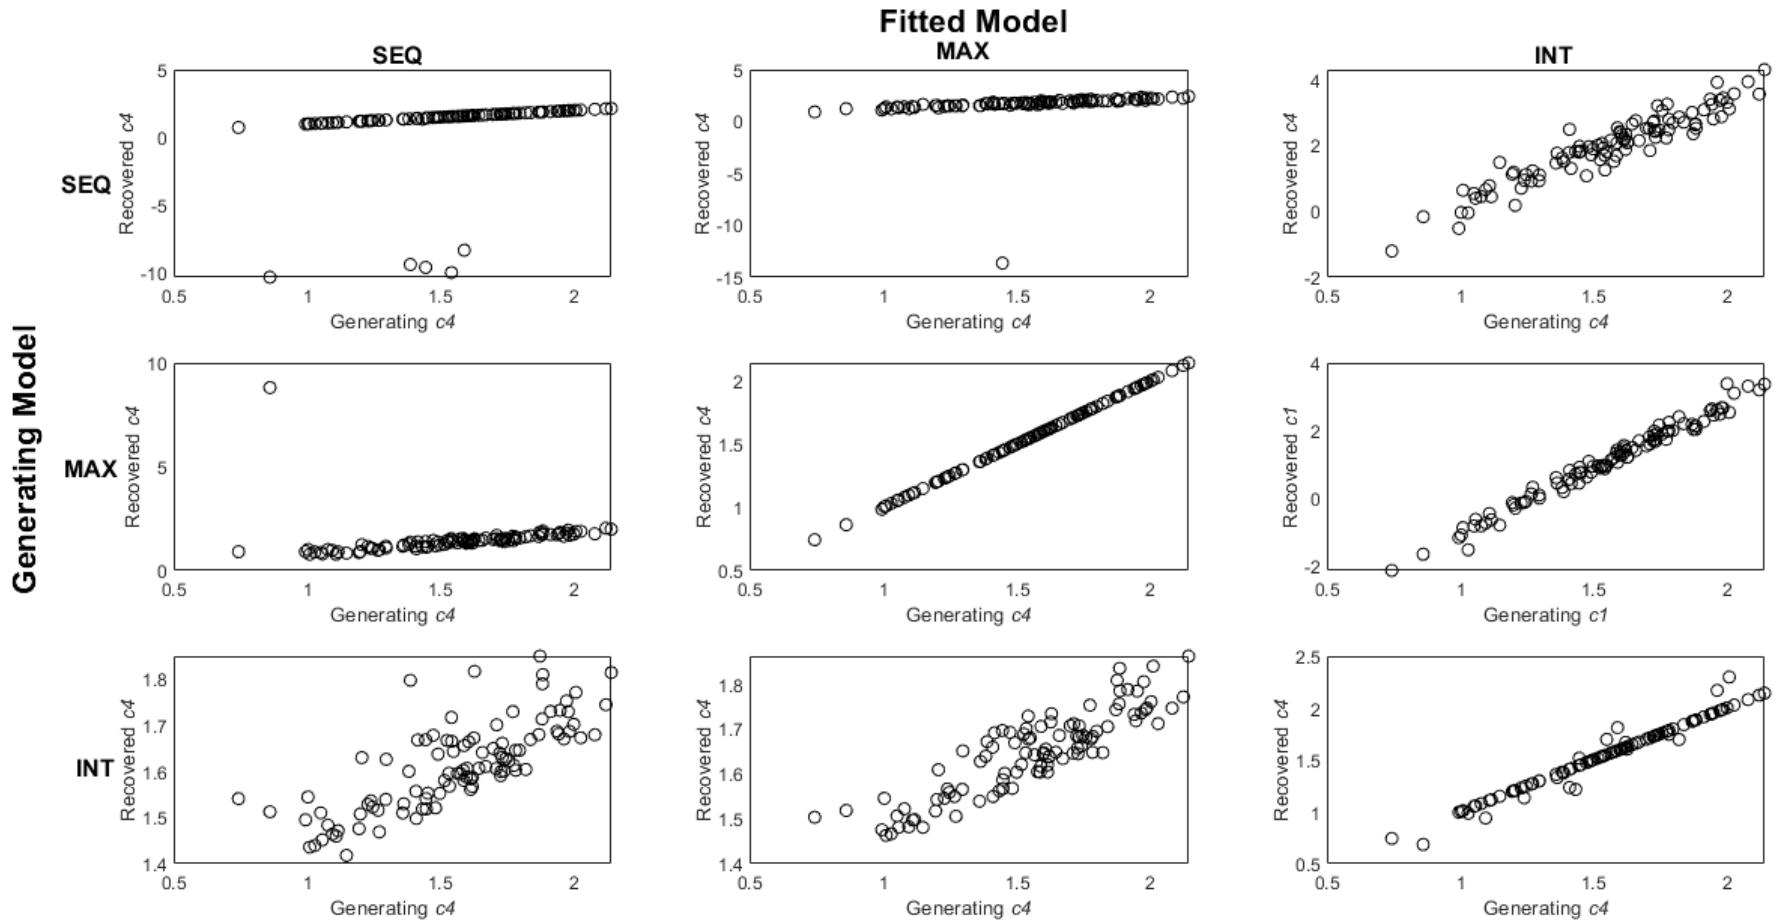 Fitted Model
SEQ
MAX
INT
Generating Model
SEQ
Recovered c4
5
0
-5
-10
0.5 1 1.5 2
Generating c4
Recovered c4
5
0
-5
-10
-15
0.5 1 1.5 2
Generating c4
Recovered c4
4
2
0
-2
0.5 1 1.5 2
Generating c4
MAX
Recovered c4
10
5
0
0.5 1 1.5 2
Generating c4
Recovered c4
2
1.5
1
0.5
0.5 1 1.5 2
Generating c4
Recovered c1
4
2
0
-2
0.5 1 1.5 2
Generating c1
INT
Recovered c4
1.8
1.7
1.6
1.5
1.4
0.5 1 1.5 2
Generating c4
Recovered c4
1.8
1.7
1.6
1.5
1.4
0.5 1 1.5 2
Generating c4
Recovered c4
2.5
2
1.5
1
0.5
0.5 1 1.5 2
Generating c4